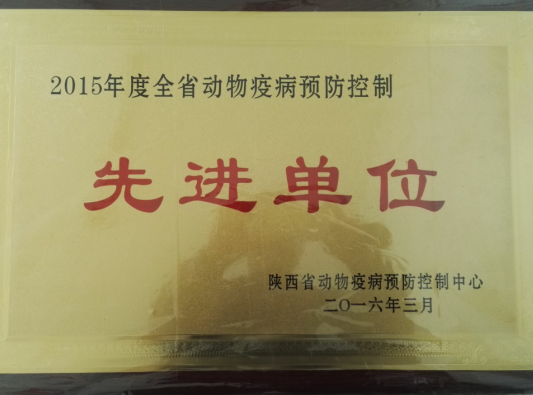 2015年度全省动物疫病预防控制
先进单位
陕西省动物疫病预防控制中心
二〇一六年三月